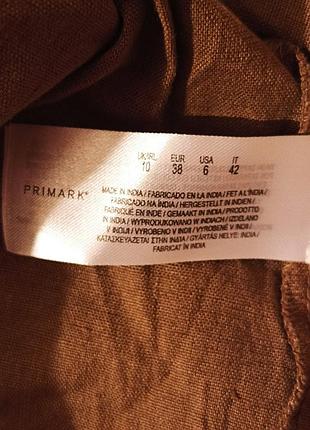 UK/IRL EUR USA IT
10 38 6 42
PRIMARK®
MADE IN INDIA / FABRICADO EN LA INDIA / FET A L'ÍNDIA /
FABRICADO NA ÍNDIA / HERGESTELLT IN INDIEN /
FABRIQUÉ EN INDE / GEMAAKT IN INDIA / PRODOTTO
IN INDIA / WYPRODUKOWANO W INDIACH / IZDELANO
V INDIJI / VYROBENO V INDII / VYROBENÉ V INDII /
ΚΑΤΑΣΚΕΥΑΖΕΤΑΙ ΣΤΗΝ ΙΝΔΙΑ / GYÁRTÁS HELYE: INDIA /
FABRICAT ÎN INDIA